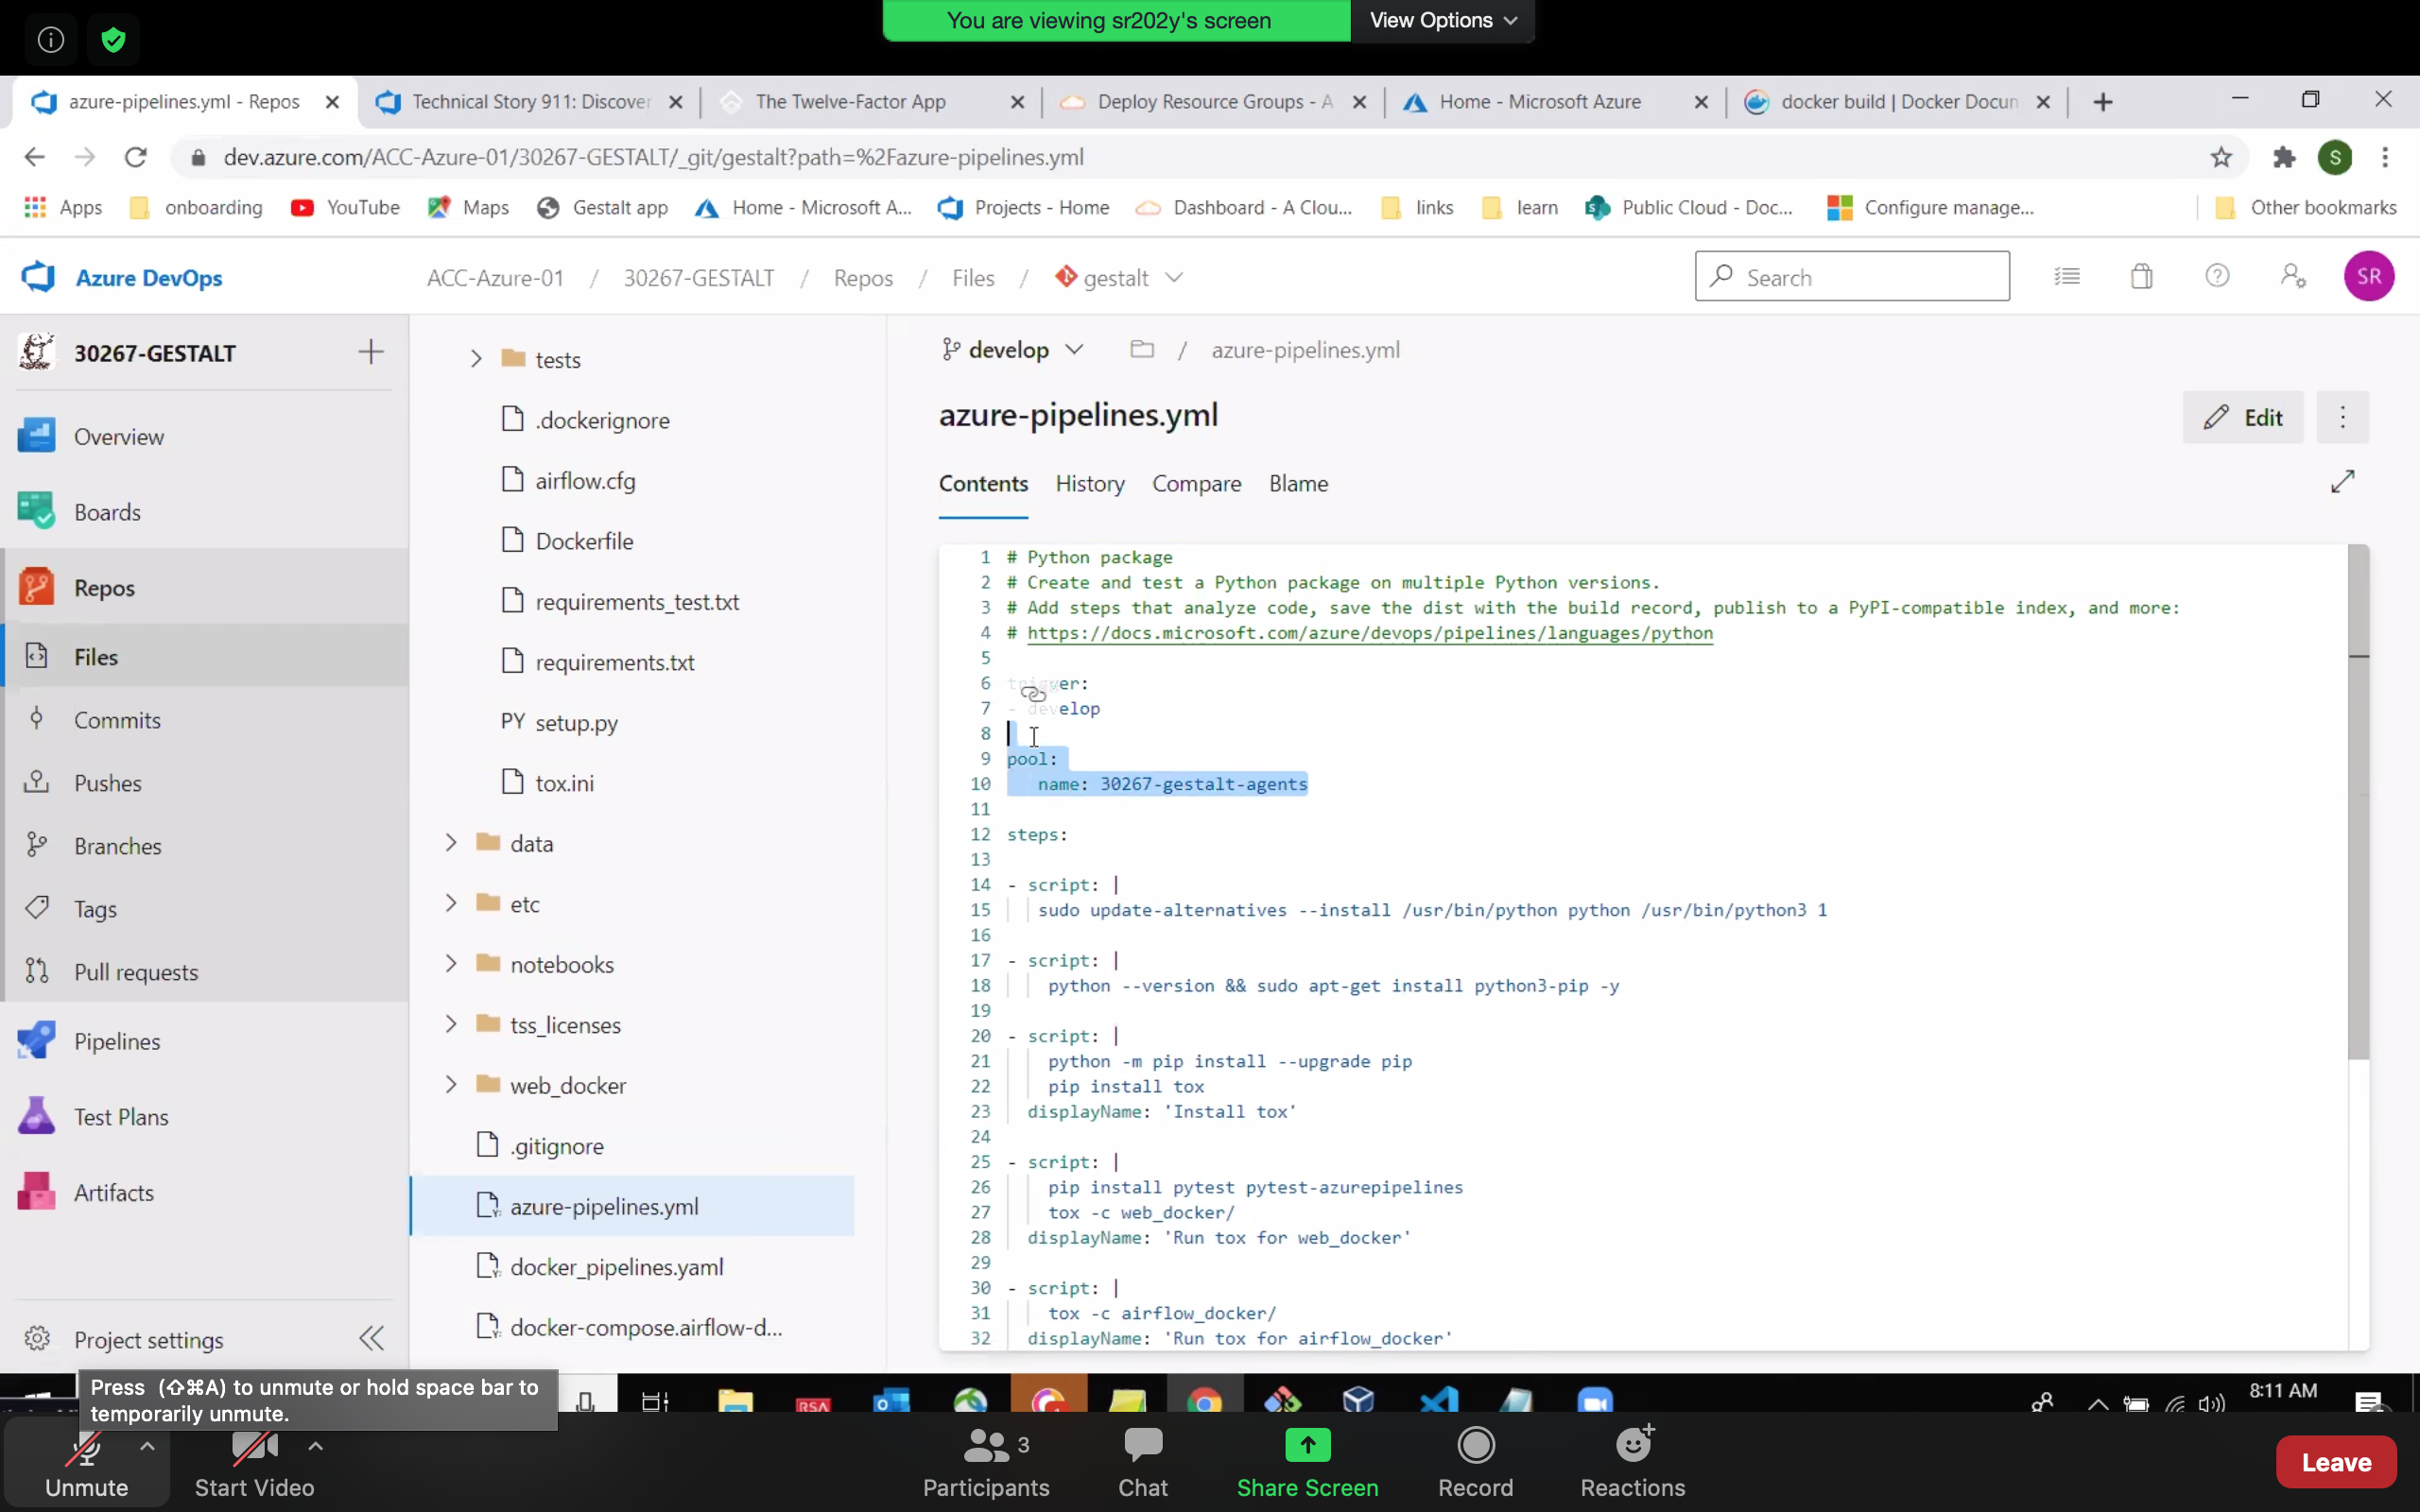 You are viewing sr202y's screen
View Options
azure-pipelines.yml - Repos
Technical Story 911: Discover
The Twelve-Factor App
Deploy Resource Groups - A
Home - Microsoft Azure
docker build | Docker Docun
dev.azure.com/ACC-Azure-01/30267-GESTALT/_git/gestalt?path=%2Fazure-pipelines.yml
S
Apps
onboarding
YouTube
Maps
Gestalt app
Home - Microsoft A...
Projects - Home
Dashboard - A Clou...
links
learn
Public Cloud - Doc...
Configure manage...
Other bookmarks
Azure DevOps
ACC-Azure-01 / 30267-GESTALT / Repos / Files / gestalt
Search
SR
30267-GESTALT
Overview
Boards
Repos
Files
Commits
Pushes
Branches
Tags
Pull requests
Pipelines
Test Plans
Artifacts
Project settings
tests
.dockerignore
airflow.cfg
Dockerfile
requirements_test.txt
requirements.txt
PY setup.py
tox.ini
data
etc
notebooks
tss_licenses
web_docker
.gitignore
azure-pipelines.yml
docker_pipelines.yaml
docker-compose.airflow-d...
develop / azure-pipelines.yml
azure-pipelines.yml
Edit
Contents History Compare Blame
1 # Python package
2 # Create and test a Python package on multiple Python versions.
3 # Add steps that analyze code, save the dist with the build record, publish to a PyPI-compatible index, and more:
4 # https://docs.microsoft.com/azure/devops/pipelines/languages/python
5
6 trigger:
7 - develop
8
9 pool:
10 name: 30267-gestalt-agents
11
12 steps:
13
14 - script: |
15 sudo update-alternatives --install /usr/bin/python python /usr/bin/python3 1
16
17 - script: |
18 python --version && sudo apt-get install python3-pip -y
19
20 - script: |
21 python -m pip install --upgrade pip
22 pip install tox
23 displayName: 'Install tox'
24
25 - script: |
26 pip install pytest pytest-azurepipelines
27 tox -c web_docker/
28 displayName: 'Run tox for web_docker'
29
30 - script: |
31 tox -c airflow_docker/
32 displayName: 'Run tox for airflow_docker'
Press (⇧⌘A) to unmute or hold space bar to
temporarily unmute.
RSA
8:11 AM
Unmute
Start Video
3
Participants
Chat
Share Screen
Record
Reactions
Leave